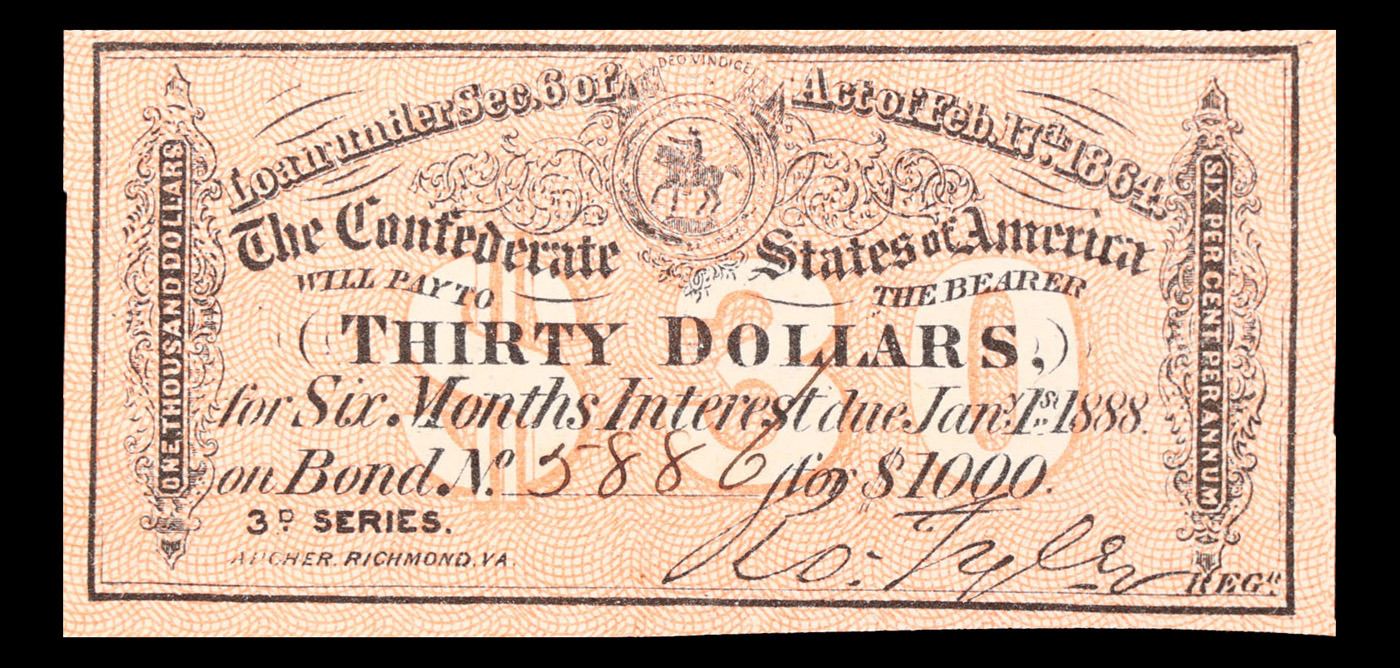 DEO VINDICE
Loan under Sec. 6 of Act of Feb. 17th 1864.
The Confederate States of America
WILL PAY TO THE BEARER
(THIRTY DOLLARS,)
$30
for Six Months Interest due Jany. 1st 1888.
on Bond No. 5886 for $1000.
3D SERIES.
ARCHER. RICHMOND. VA.
Ro. Tyler REGR.
ONE THOUSAND DOLLARS
SIX PER CENT PER ANNUM